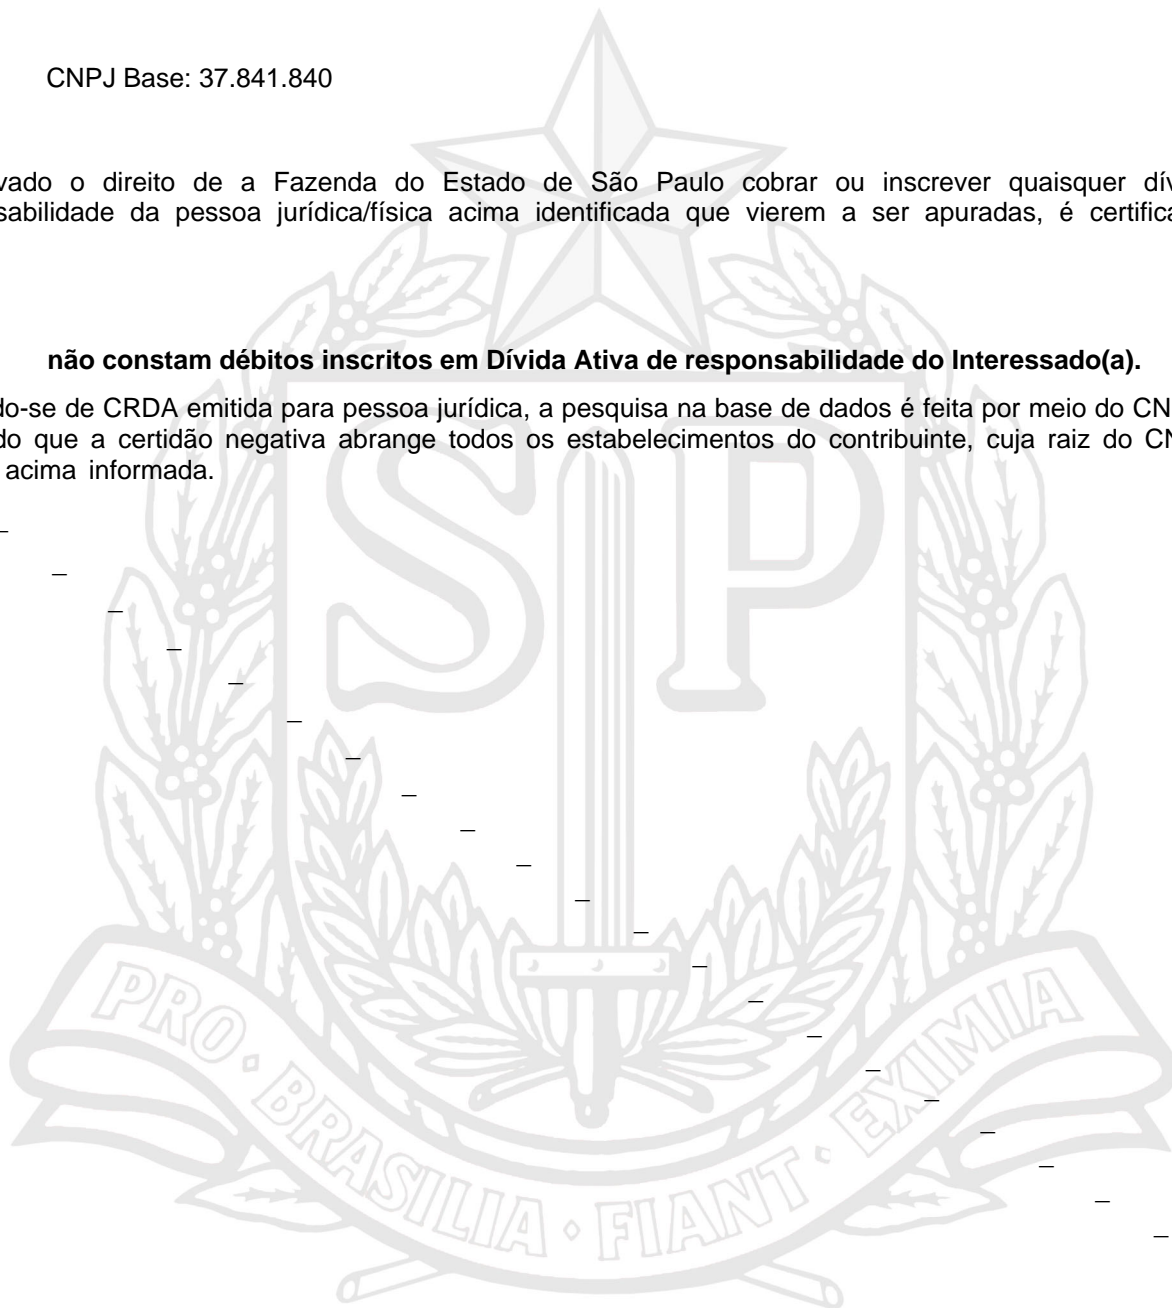 CNPJ Base: 37.841.840
vado o direito de a Fazenda do Estado de São Paulo cobrar ou inscrever quaisquer dív
sabilidade da pessoa jurídica/física acima identificada que vierem a ser apuradas, é certifica
não constam débitos inscritos em Dívida Ativa de responsabilidade do Interessado(a).
do-se de CRDA emitida para pessoa jurídica, a pesquisa na base de dados é feita por meio do CN
do que a certidão negativa abrange todos os estabelecimentos do contribuinte, cuja raiz do CN
acima informada.
SP
PRO • BRASILIA • FIANT • EXIMIA